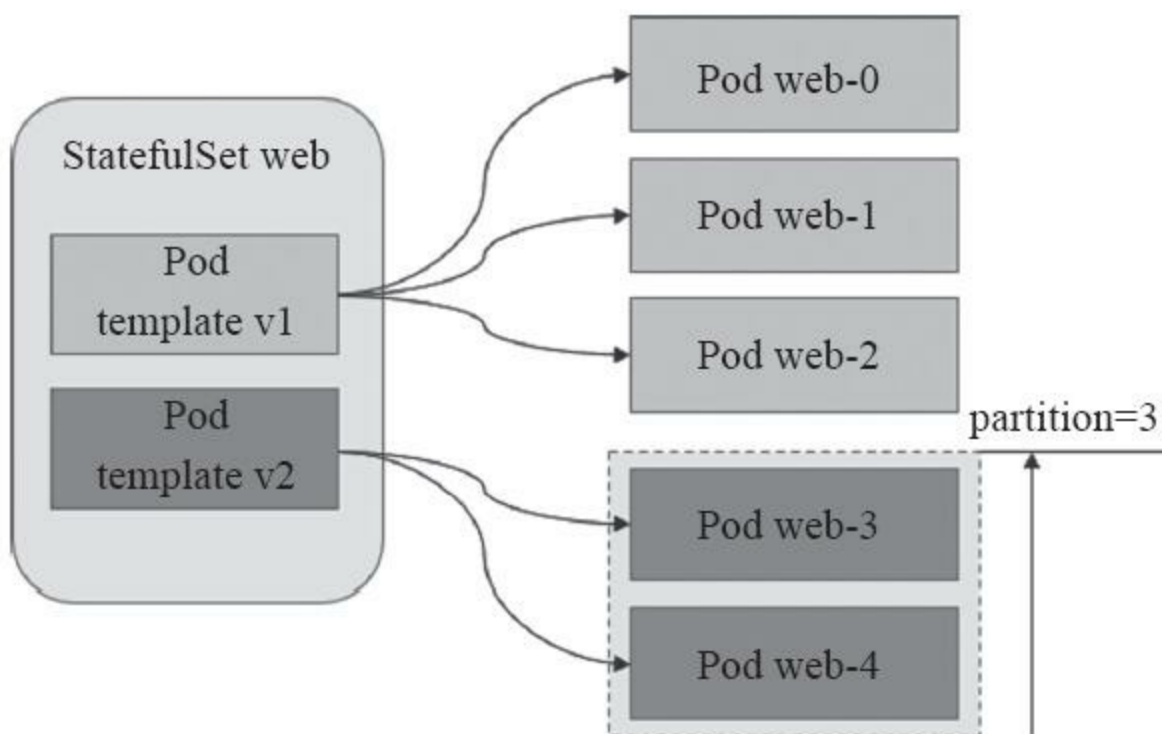 StatefulSet web
Pod
template v1
Pod
template v2
Pod web-0
Pod web-1
Pod web-2
partition=3
Pod web-3
Pod web-4